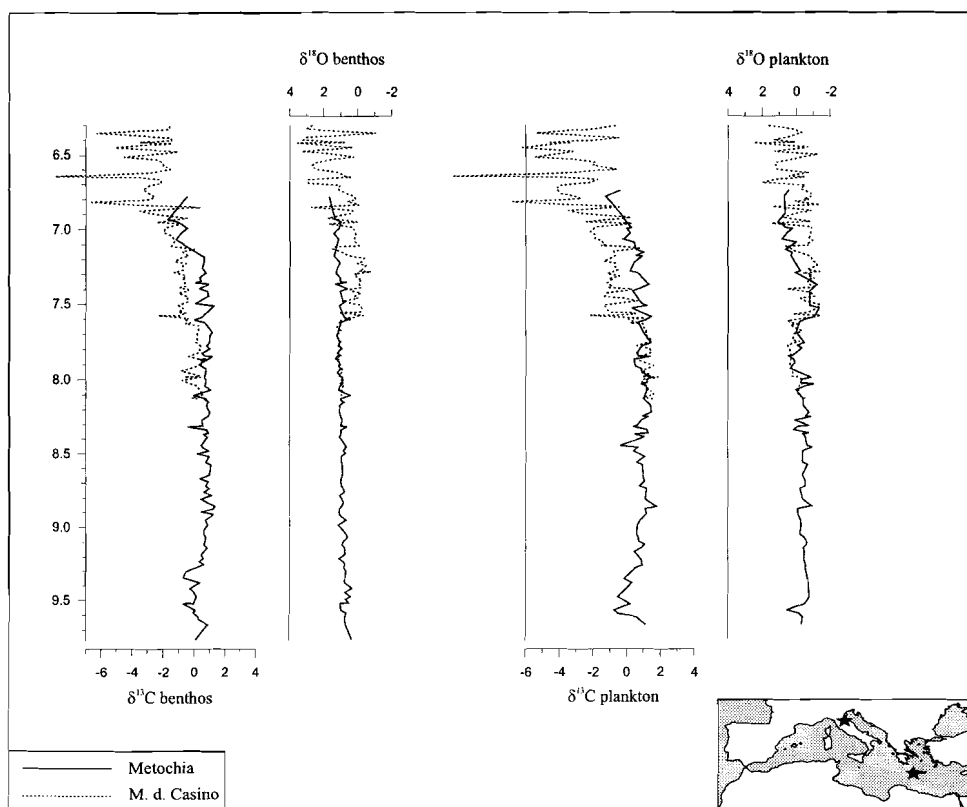 δ¹⁸O benthos
δ¹⁸O plankton
4 2 0 -2
4 2 0 -2
6.5
7.0
7.5
8.0
8.5
9.0
9.5
-6 -4 -2 0 2 4
-6 -4 -2 0 2 4
δ¹³C benthos
δ¹³C plankton
Metochia
M. d. Casino